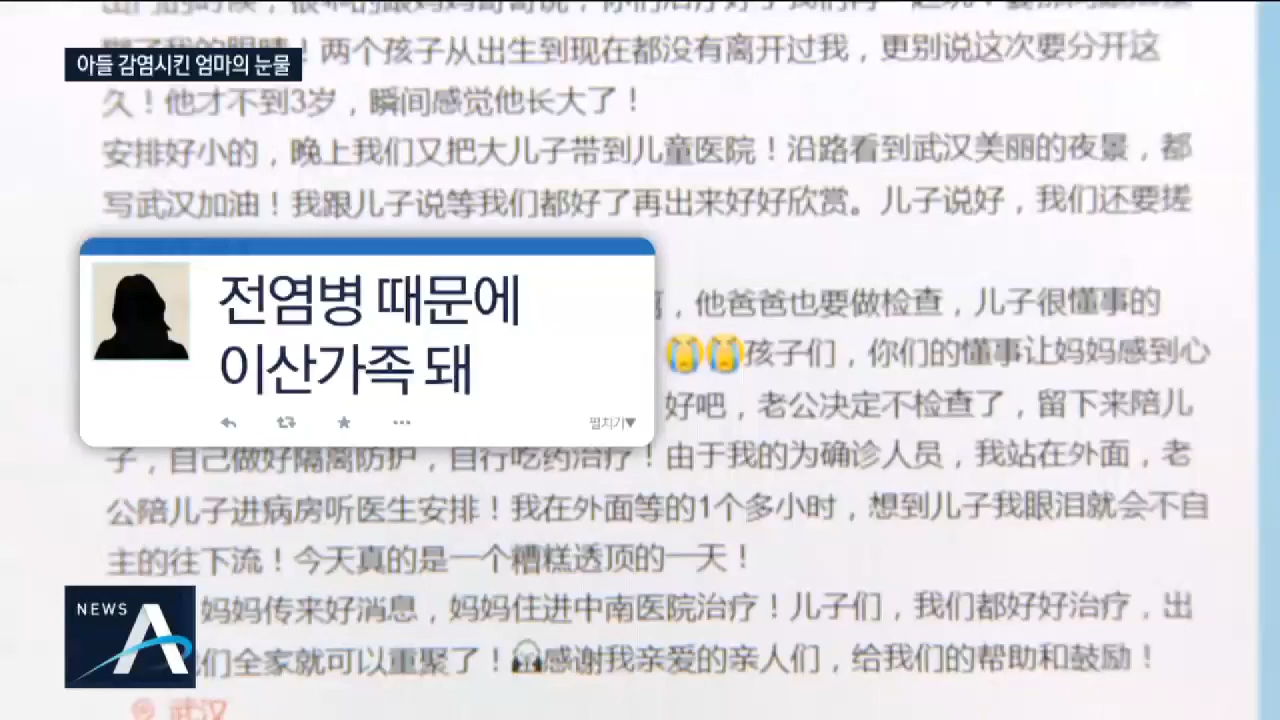 아들 감염시킨 엄마의 눈물
！两个孩子从出生到现在都没有离开过我，更别说这次要分开这
久！他才不到3岁，瞬间感觉他长大了！
安排好小的，晚上我们又把大儿子带到儿童医院！沿路看到武汉美丽的夜景，都
写武汉加油！我跟儿子说等我们都好了再出来好好欣赏。儿子说好，我们还要搓
전염병 때문에
이산가족 돼
펼치기▼
，他爸爸也要做检查，儿子很懂事的
😭😭孩子们，你们的懂事让妈妈感到心
好吧，老公决定不检查了，留下来陪儿
子，自己做好隔离防护，自行吃药治疗！由于我的为确诊人员，我站在外面，老
公陪儿子进病房听医生安排！我在外面等的1个多小时，想到儿子我眼泪就会不自
主的往下流！今天真的是一个糟糕透顶的一天！
妈妈传来好消息，妈妈住进中南医院治疗！儿子们，我们都好好治疗，出
们全家就可以重聚了！感谢我亲爱的亲人们，给我们的帮助和鼓励！
武汉
NEWS A